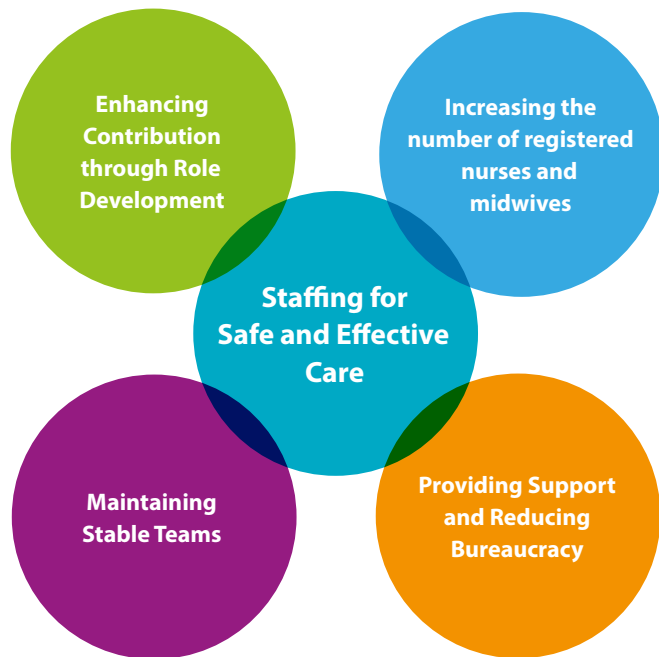 Enhancing
Contribution
through Role
Development
Increasing the
number of registered
nurses and
midwives
Staffing for
Safe and Effective
Care
Maintaining
Stable Teams
Providing Support
and Reducing
Bureaucracy